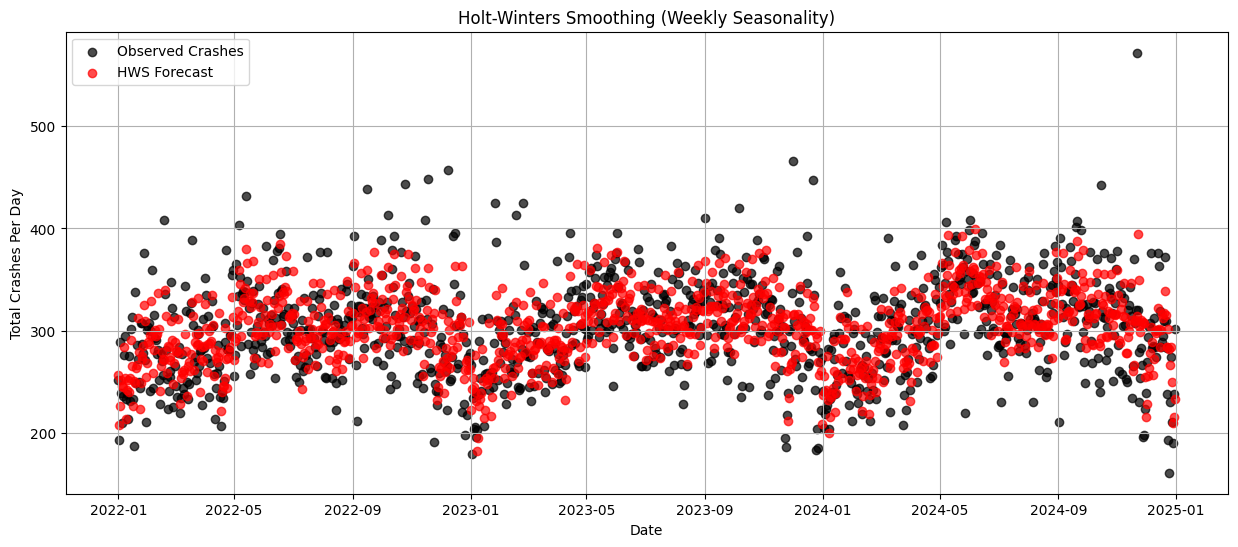 Holt-Winters Smoothing (Weekly Seasonality)
Observed Crashes
HWS Forecast
Total Crashes Per Day
500
400
300
200
2022-01
2022-05
2022-09
2023-01
2023-05
2023-09
2024-01
2024-05
2024-09
2025-01
Date